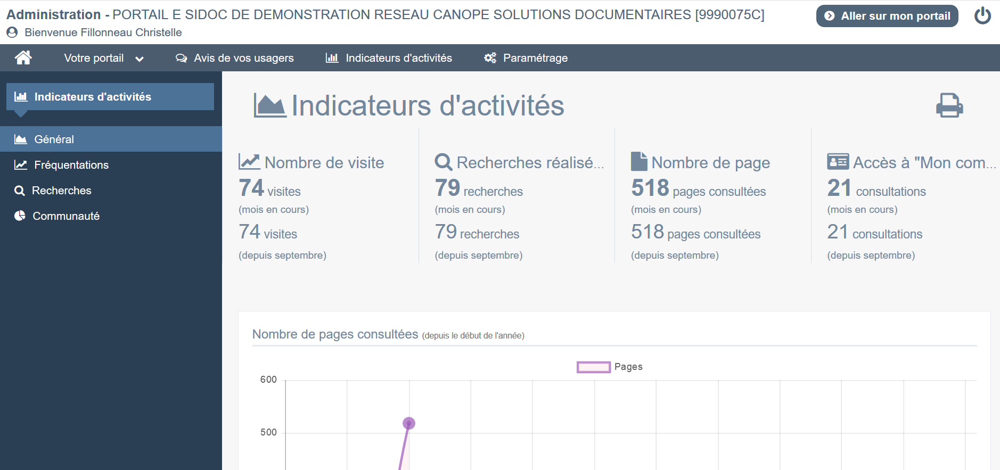 Administration - PORTAIL E SIDOC DE DEMONSTRATION RESEAU CANOPE SOLUTIONS DOCUMENTAIRES [9990075C]
Aller sur mon portail
Bienvenue Fillonneau Christelle
Votre portail
Avis de vos usagers
Indicateurs d'activités
Paramétrage
Indicateurs d'activités
Général
Fréquentations
Recherches
Communauté
Indicateurs d'activités
Nombre de visite
74 visites
(mois en cours)
74 visites
(depuis septembre)
Recherches réalisé...
79 recherches
(mois en cours)
79 recherches
(depuis septembre)
Nombre de page
518 pages consultées
(mois en cours)
518 pages consultées
(depuis septembre)
Accès à "Mon com...
21 consultations
(mois en cours)
21 consultations
(depuis septembre)
Nombre de pages consultées (depuis le début de l'année)
Pages
600
500